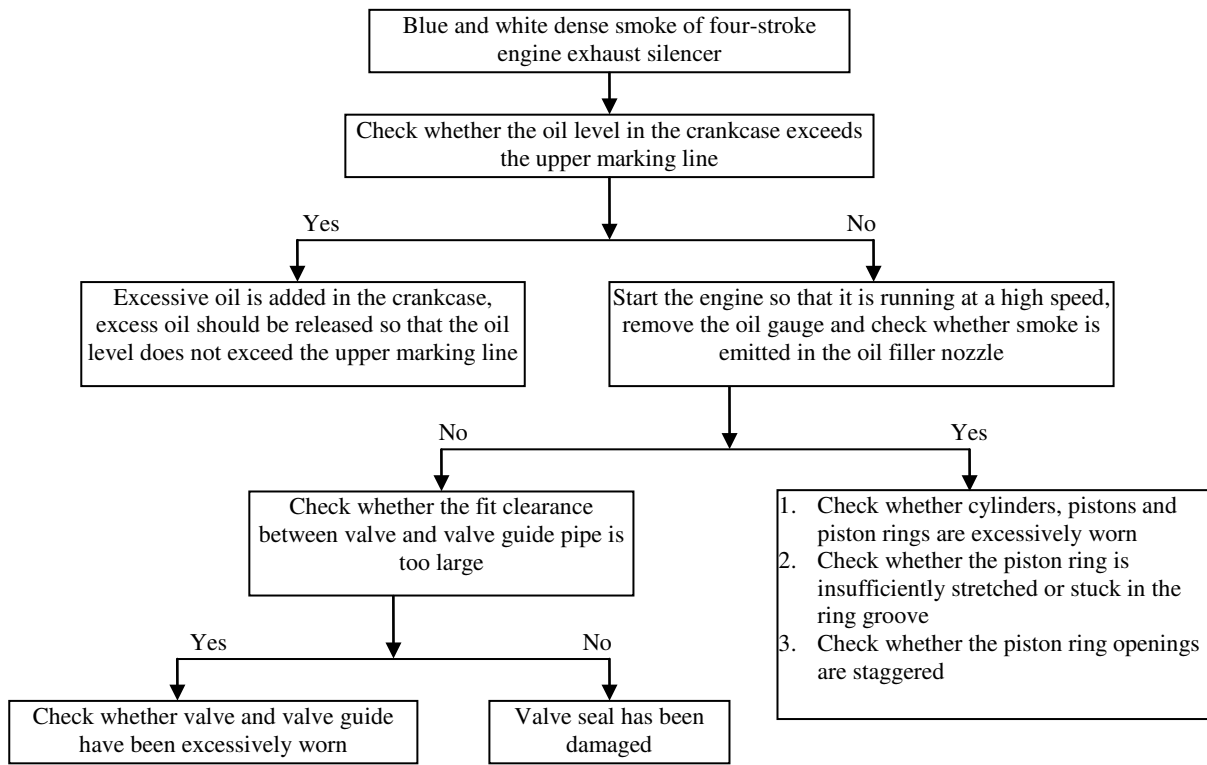 Blue and white dense smoke of four-stroke
engine exhaust silencer
Check whether the oil level in the crankcase exceeds
the upper marking line
Yes
No
Excessive oil is added in the crankcase,
excess oil should be released so that the oil
level does not exceed the upper marking line
Start the engine so that it is running at a high speed,
remove the oil gauge and check whether smoke is
emitted in the oil filler nozzle
No
Yes
Check whether the fit clearance
between valve and valve guide pipe is
too large
1. Check whether cylinders, pistons and
piston rings are excessively worn
2. Check whether the piston ring is
insufficiently stretched or stuck in the
ring groove
3. Check whether the piston ring openings
are staggered
Yes
No
Check whether valve and valve guide
have been excessively worn
Valve seal has been
damaged